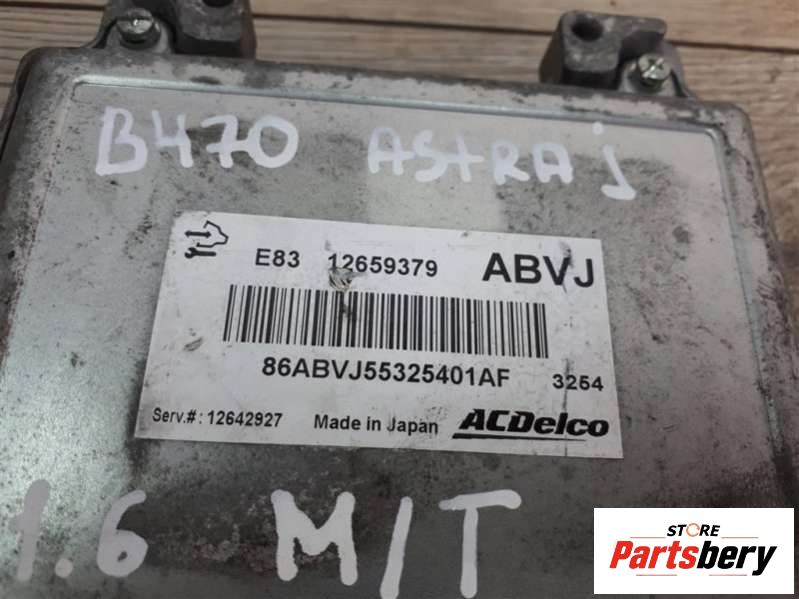 B470 ASTRA j
E83 12659379 ABVJ
86ABVJ55325401AF 3254
Serv.#: 12642927 Made in Japan ACDelco
1.6 M/T
STORE
Partsbery